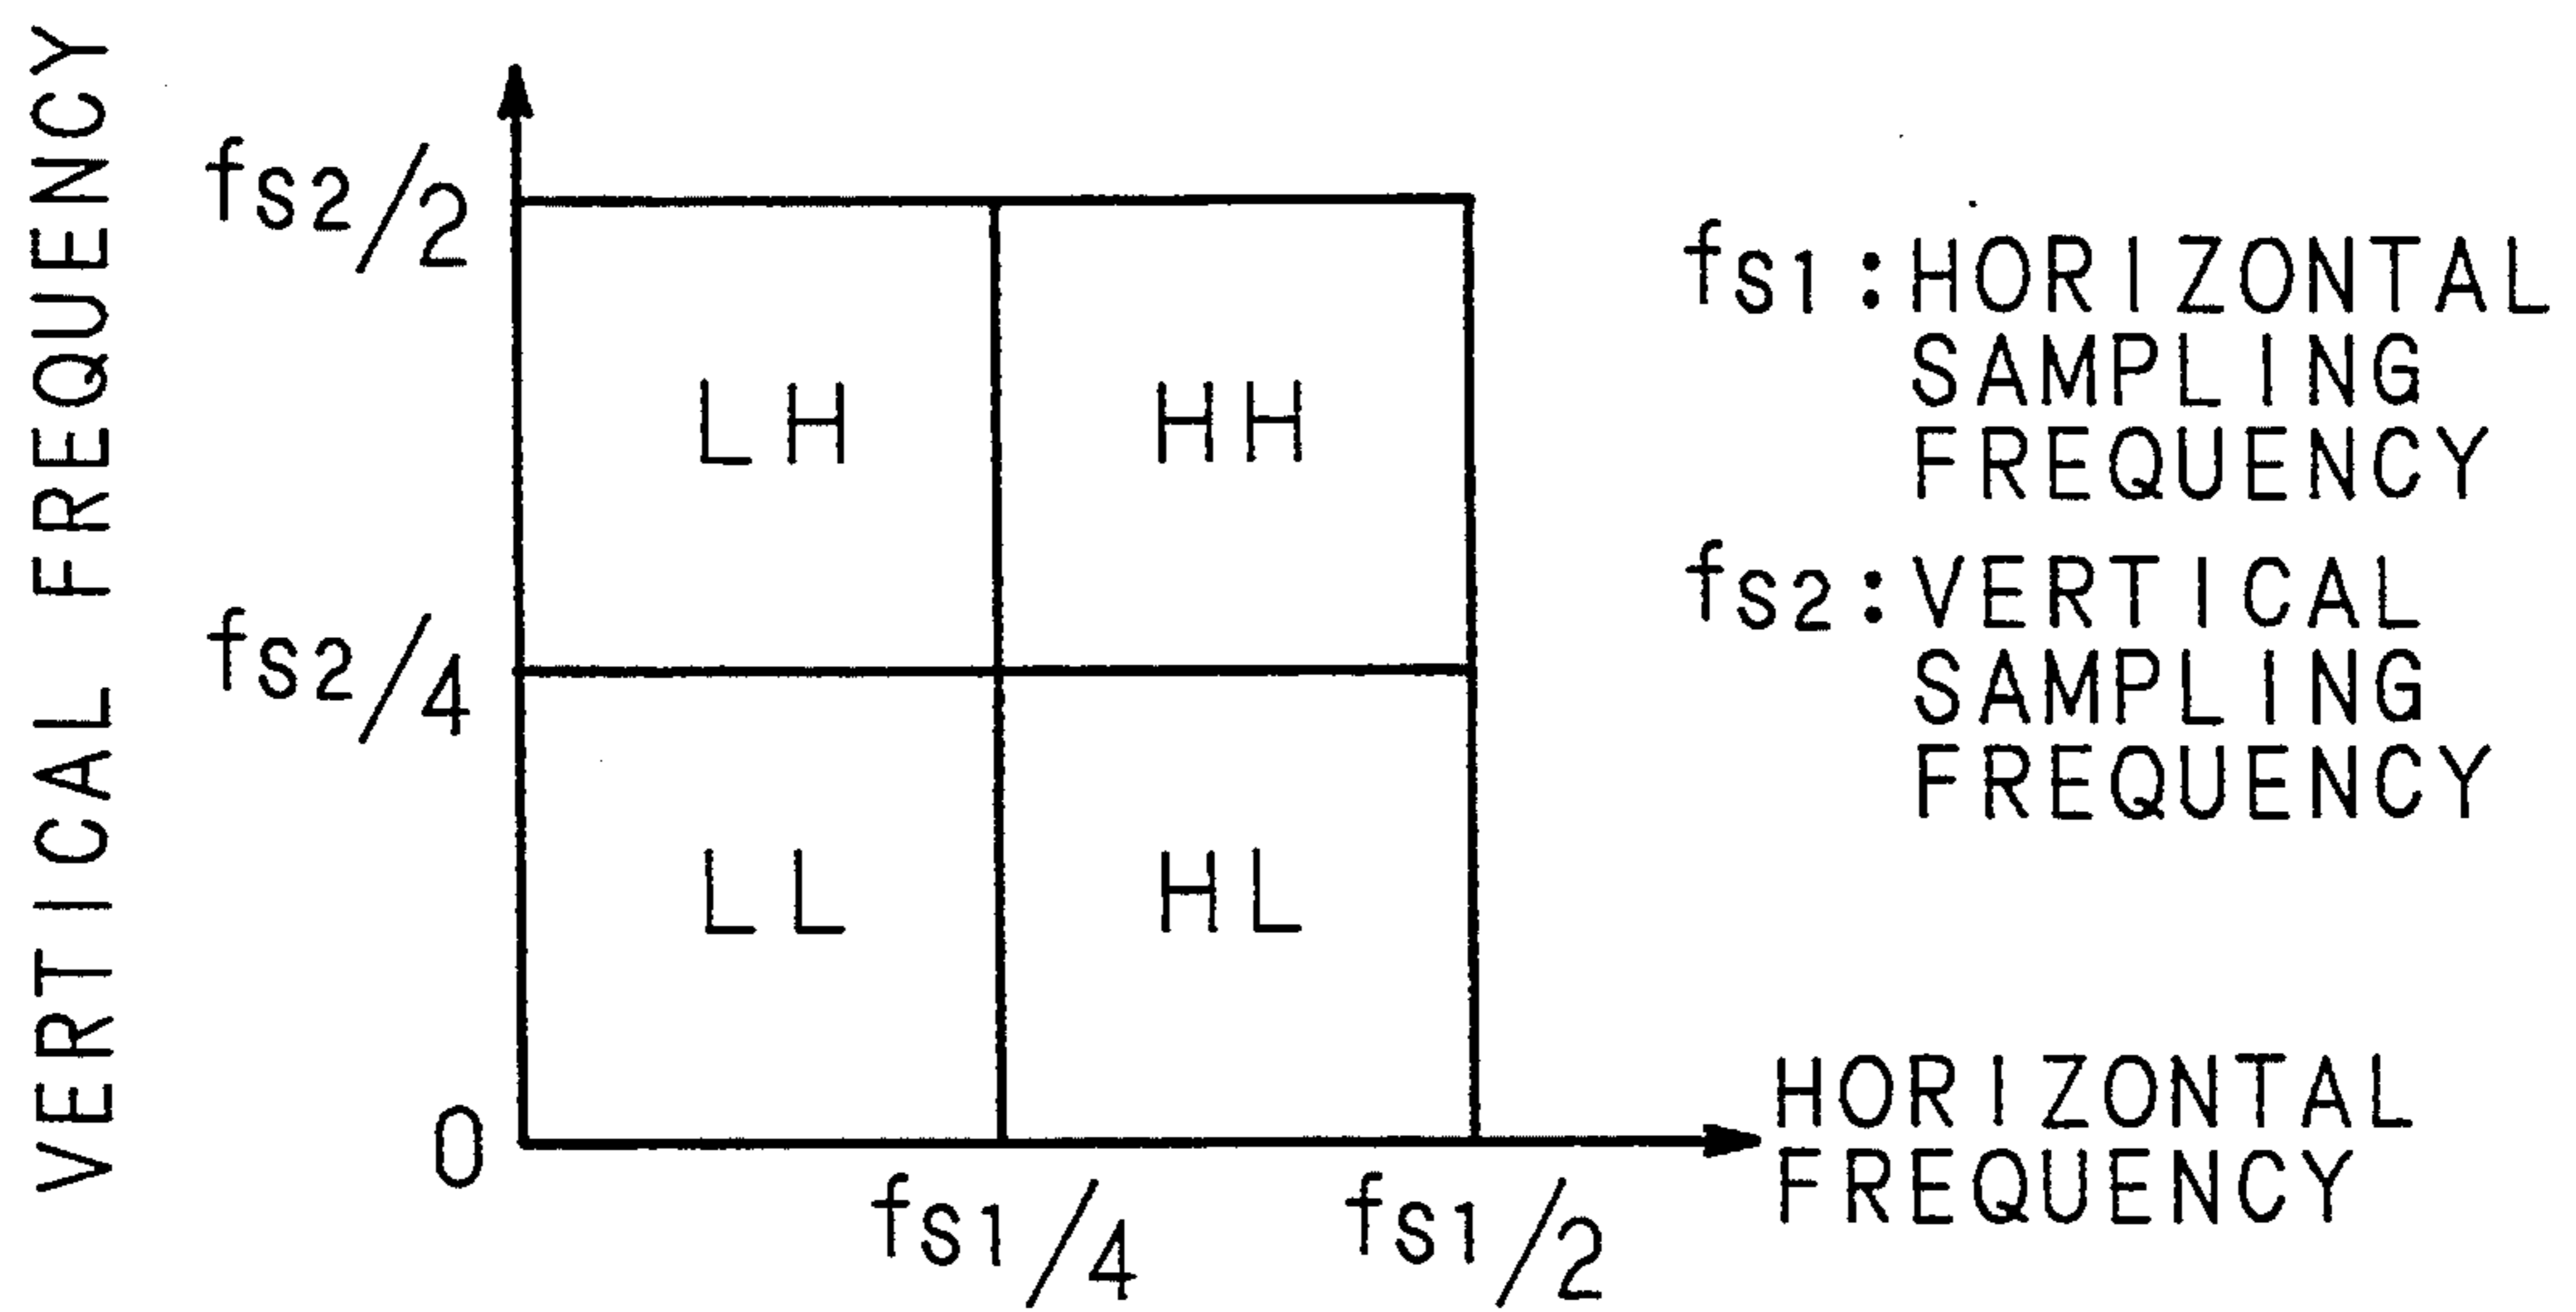 VERTICAL FREQUENCY
fs2/2
fs2/4
0
LH HH
LL HL
fs1/4 fs1/2
HORIZONTAL
FREQUENCY
fs1: HORIZONTAL
SAMPLING
FREQUENCY
fs2: VERTICAL
SAMPLING
FREQUENCY